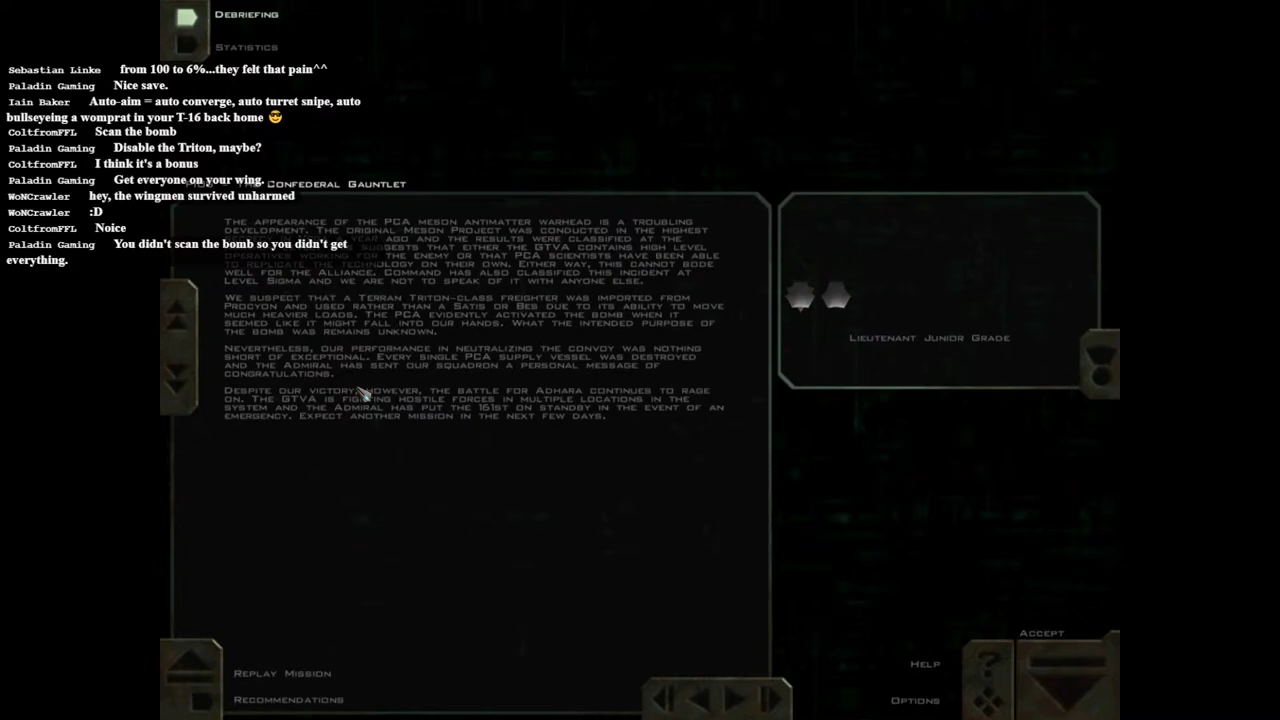 Debriefing
Statistics
Sebastian Linke from 100 to 6%...they felt that pain^^
Paladin Gaming Nice save.
Iain Baker Auto-aim = auto converge, auto turret snipe, auto
bullseyeing a womprat in your T-16 back home 😎
ColtfromFFL Scan the bomb
Paladin Gaming Disable the Triton, maybe?
ColtfromFFL I think it's a bonus
Paladin Gaming Get everyone on your wing.
Confederal Gauntlet
WoNCrawler hey, the wingmen survived unharmed
WoNCrawler :D
ColtfromFFL Noice
Paladin Gaming You didn't scan the bomb so you didn't get
everything.
The appearance of the PCA meson antimatter warhead is a troubling
development. The original Meson Project was conducted in the highest
year ago and the results were classified at the
suggests that either the GTVA contains high level
operatives working for the enemy or that PCA scientists have been able
to replicate the technology on their own. Either way, this cannot bode
well for the Alliance. Command has also classified this incident at
Level Sigma and we are not to speak of it with anyone else.
We suspect that a Terran Triton-class freighter was imported from
Procyon and used rather than a Satis or Bes due to its ability to move
much heavier loads. The PCA evidently activated the bomb when it
seemed like it might fall into our hands. What the intended purpose of
the bomb was remains unknown.
Nevertheless, our performance in neutralizing the convoy was nothing
short of exceptional. Every single PCA supply vessel was destroyed
and the Admiral has sent our squadron a personal message of
congratulations.
Despite our victory, however, the battle for Adhara continues to rage
on. The GTVA is fighting hostile forces in multiple locations in the
system and the Admiral has put the 161st on standby in the event of an
emergency. Expect another mission in the next few days.
Lieutenant Junior Grade
Replay Mission
Recommendations
Accept
Help
Options